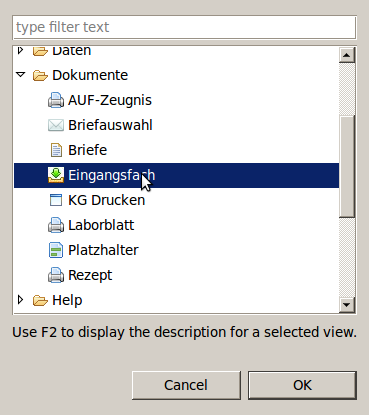 type filter text
Daten
Dokumente
AUF-Zeugnis
Briefauswahl
Briefe
Eingangsfach
KG Drucken
Laborblatt
Platzhalter
Rezept
Help
Use F2 to display the description for a selected view.
Cancel
OK